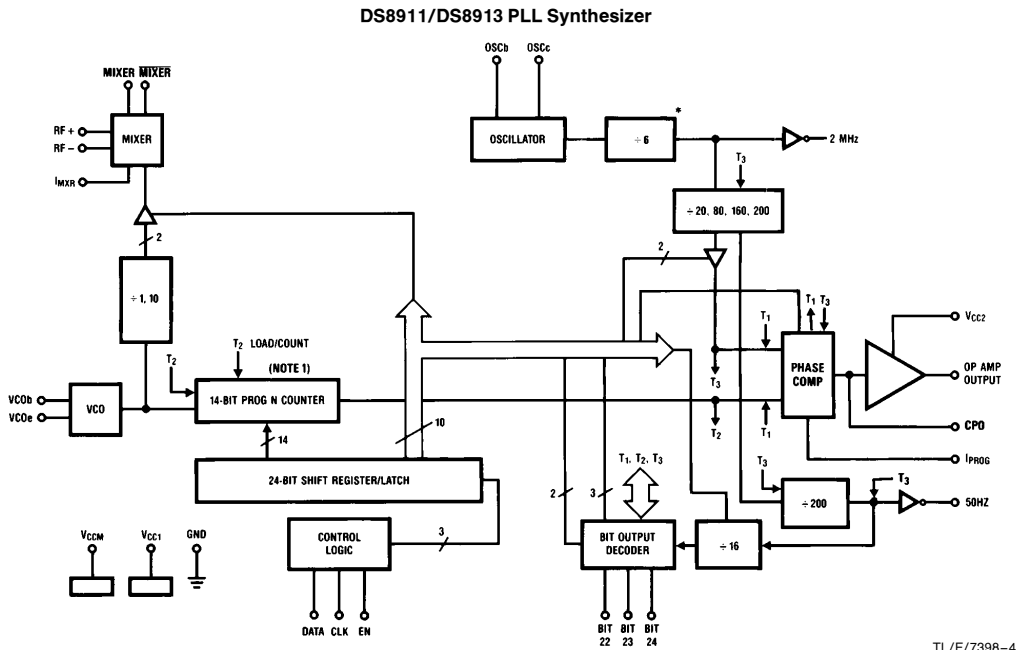 DS8911/DS8913 PLL Synthesizer
OSCb OSCc
MIXER MIXER
RF +
RF −
MIXER
IMXR
OSCILLATOR
÷ 6
*
2 MHz
T3
÷ 20, 80, 160, 200
2
2
÷ 1, 10
T1
T1 T3
VCC2
T2
T2 LOAD/COUNT
(NOTE 1)
PHASE
COMP
OP AMP
OUTPUT
T3
VCOb
VCOe
VCO
14-BIT PROG N COUNTER
CPO
T2
T1
14
10
IPROG
T1, T2, T3
T3
T3
24-BIT SHIFT REGISTER/LATCH
2
3
÷ 200
50HZ
VCCM
VCC1
GND
CONTROL
LOGIC
3
BIT OUTPUT
DECODER
÷ 16
DATA CLK EN
BIT
22
BIT
23
BIT
24
TL/F/7398–4